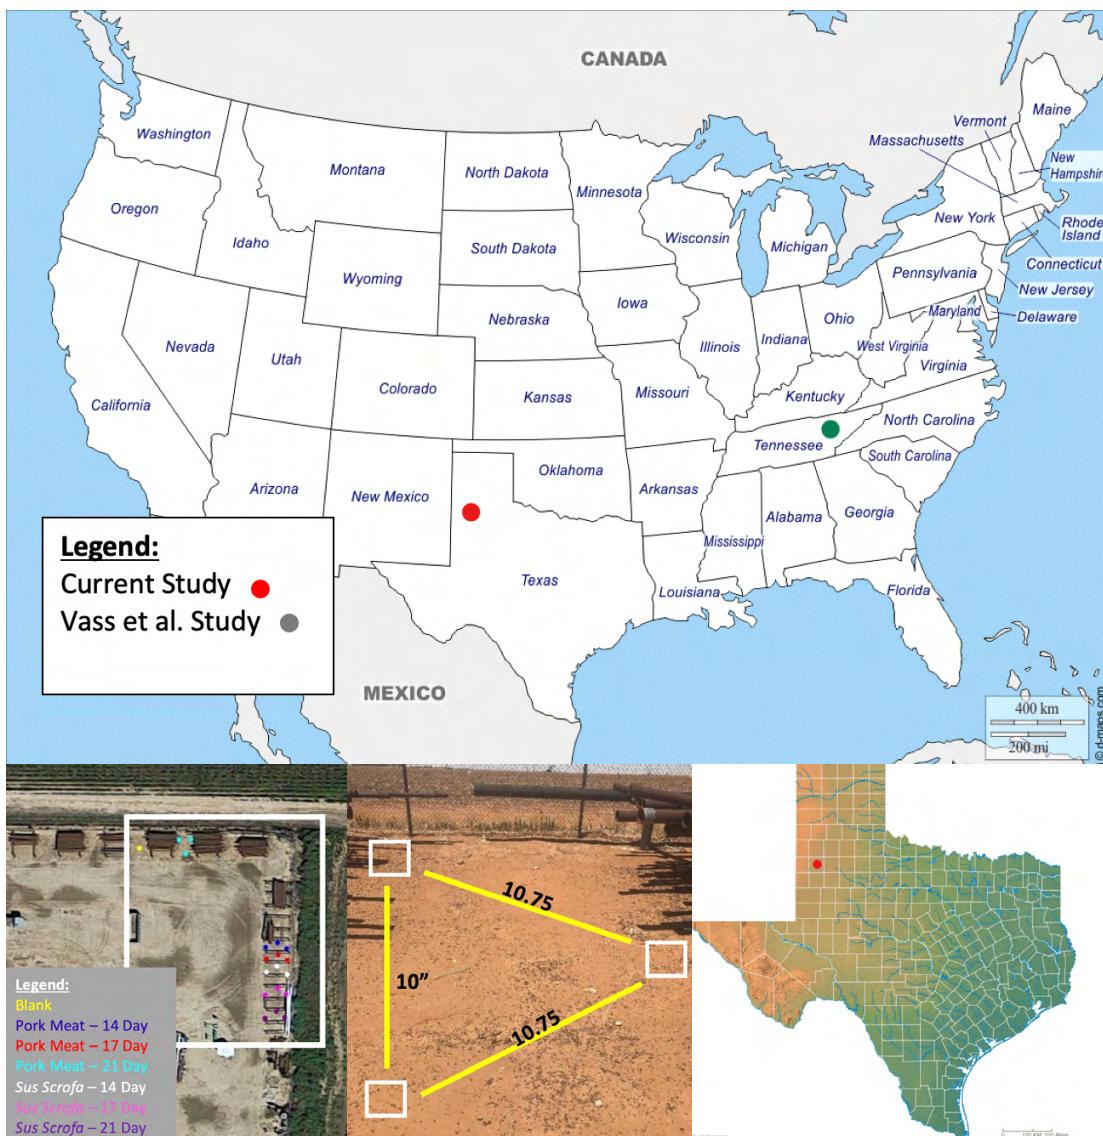 CANADA
Washington
Montana
North Dakota
Minnesota
Vermont
Maine
Massachusetts
New
Hampshire
Oregon
Idaho
South Dakota
Wisconsin
Michigan
New York
Rhode
Island
Wyoming
Connecticut
Pennsylvania
New Jersey
Iowa
Nebraska
Ohio
Maryland
Delaware
Nevada
Utah
Illinois
Indiana
West Virginia
Virginia
Colorado
California
Kansas
Missouri
Kentucky
North Carolina
Tennessee
South Carolina
Oklahoma
Arizona
New Mexico
Arkansas
Mississippi
Alabama
Georgia
Texas
Louisiana
Florida
Legend:
Current Study
Vass et al. Study
MEXICO
400 km
200 mi
© d-maps.com
Legend:
Blank
Pork Meat – 14 Day
Pork Meat – 17 Day
Pork Meat – 21 Day
Sus Scrofa – 14 Day
Sus Scrofa – 17 Day
Sus Scrofa – 21 Day
10.75
10”
10.75